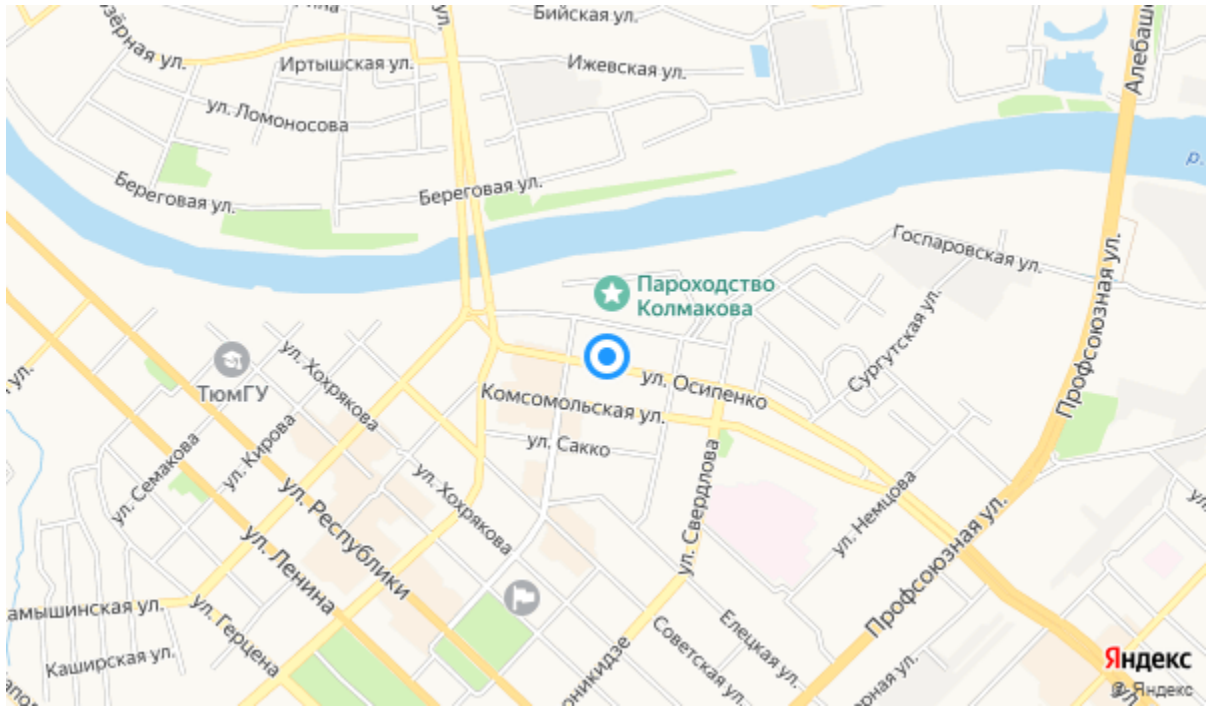 Бийская ул.
ул.
Иртышская ул.
Ижевская ул.
ул. Ломоносова
Береговая ул.
Береговая ул.
р.
Госпаровская ул.
Пароходство
Колмакова
Сургутская ул.
Профсоюзная ул.
ТюмГУ
ул. Хохрякова
ул. Осипенко
Комсомольская ул.
ул. Сакко
ул. Семакова
ул. Кирова
ул. Хохрякова
ул. Свердлова
ул. Немцова
ул. Республики
ул. Ленина
Профсоюзная ул.
ул. Герцена
Каширская ул.
Советская ул.
Елецкая ул.
Яндекс
© Яндекс